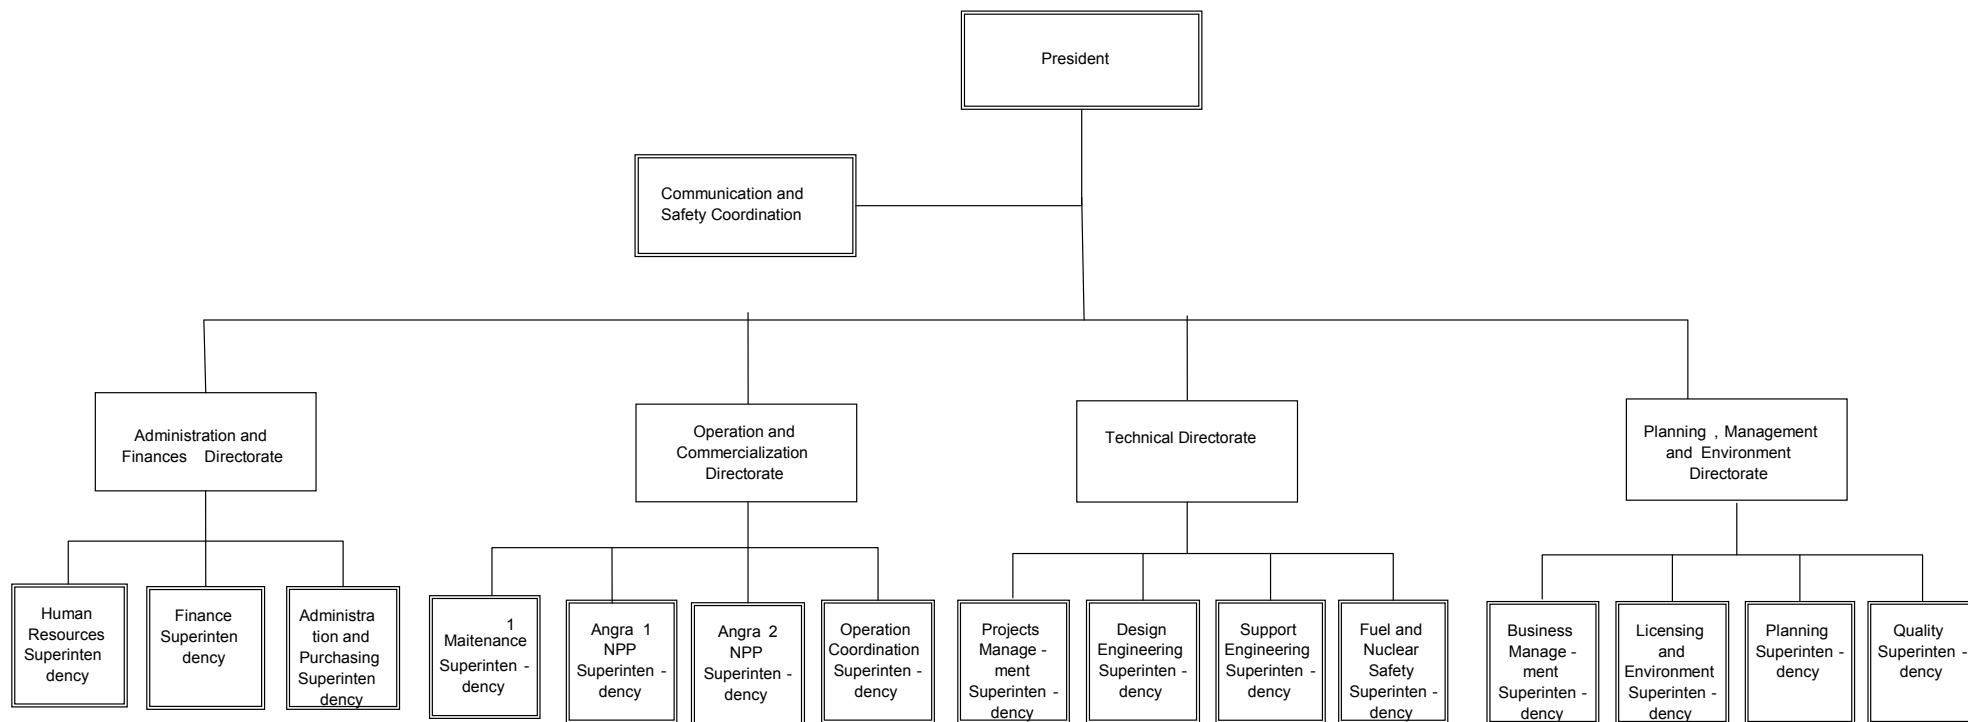 President
Communication and
Safety Coordination
Administration and
Finances Directorate
Operation and
Commercialization
Directorate
Technical Directorate
Planning , Management
and Environment
Directorate
Human
Resources
Superinten
dency
Finance
Superinten
dency
Administra
tion and
Purchasing
Superinten
dency
1
Maitenance
Superinten -
dency
Angra 1
NPP
Superinten -
dency
Angra 2
NPP
Superinten -
dency
Operation
Coordination
Superinten -
dency
Projects
Manage -
ment
Superinten -
dency
Design
Engineering
Superinten -
dency
Support
Engineering
Superinten -
dency
Fuel and
Nuclear
Safety
Superinten -
dency
Business
Manage -
ment
Superinten -
dency
Licensing
and
Environment
Superinten -
dency
Planning
Superinten -
dency
Quality
Superinten -
dency